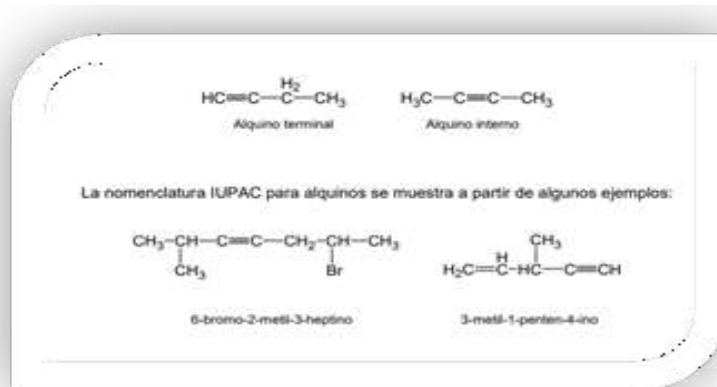 H₂
HC≡C—C—CH₃ H₃C—C≡C—CH₃
Alquino terminal Alquino interno
La nomenclatura IUPAC para alquinos se muestra a partir de algunos ejemplos:
CH₃-CH—C≡C—CH₂-CH—CH₃
CH₃ Br
CH₃
H
H₂C=C-HC—C≡CH
6-bromo-2-metil-3-heptino 3-metil-1-penten-4-ino